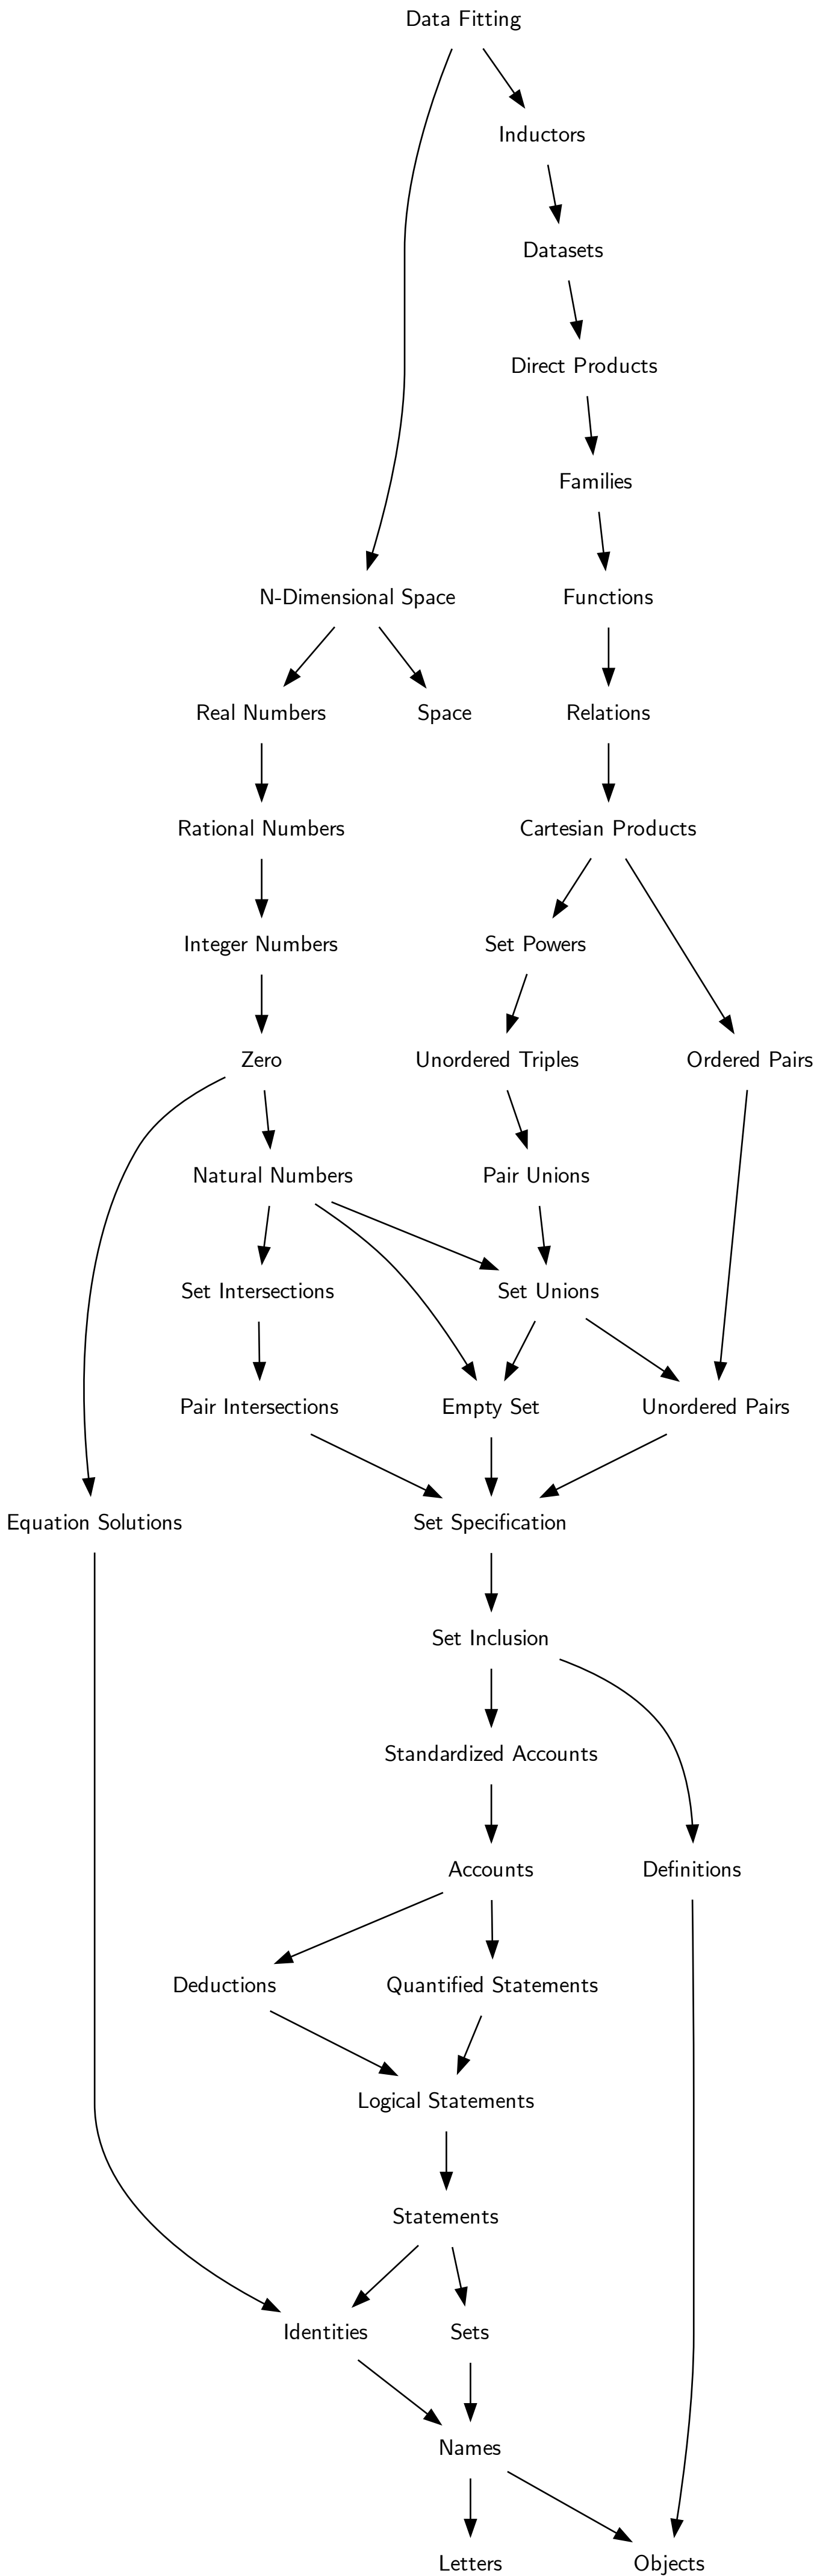 Data Fitting
Inductors
Datasets
Direct Products
Families
N-Dimensional Space
Functions
Real Numbers
Space
Relations
Rational Numbers
Cartesian Products
Integer Numbers
Set Powers
Zero
Unordered Triples
Ordered Pairs
Natural Numbers
Pair Unions
Set Intersections
Set Unions
Pair Intersections
Empty Set
Unordered Pairs
Equation Solutions
Set Specification
Set Inclusion
Standardized Accounts
Accounts
Definitions
Deductions
Quantified Statements
Logical Statements
Statements
Identities
Sets
Names
Letters
Objects